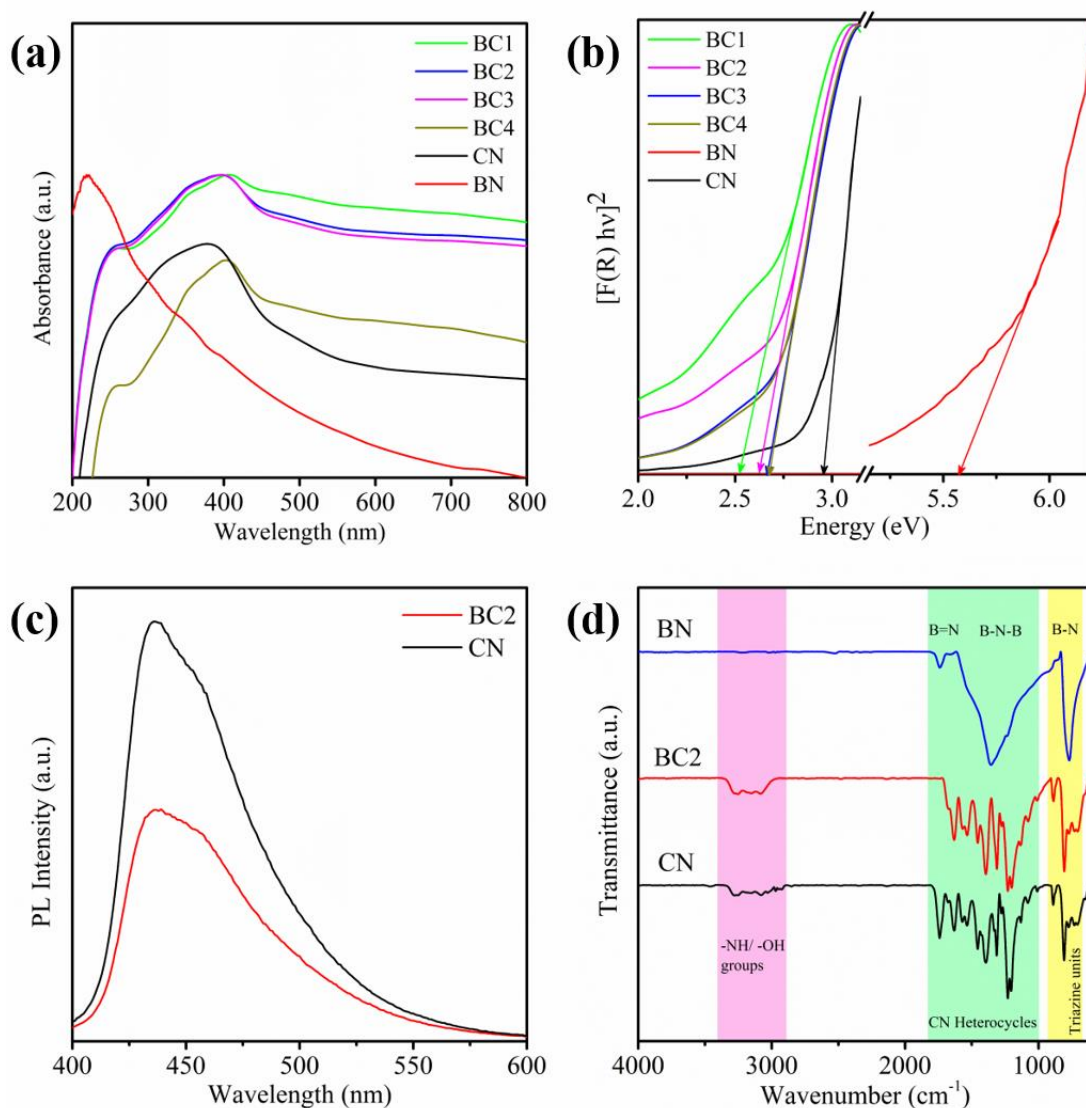 (a)
BC1
BC2
BC3
BC4
CN
BN
Absorbance (a.u.)
200 300 400 500 600 700 800
Wavelength (nm)
(b)
BC1
BC2
BC3
BC4
BN
CN
[F(R) hν]²
2.0 2.5 3.0 5.5 6.0
Energy (eV)
(c)
BC2
CN
PL Intensity (a.u.)
400 450 500 550 600
Wavelength (nm)
(d)
BN
B=N B-N-B B-N
BC2
CN
Transmittance (a.u.)
-NH/ -OH
groups
CN Heterocycles
Triazine units
4000 3000 2000 1000
Wavenumber (cm⁻¹)